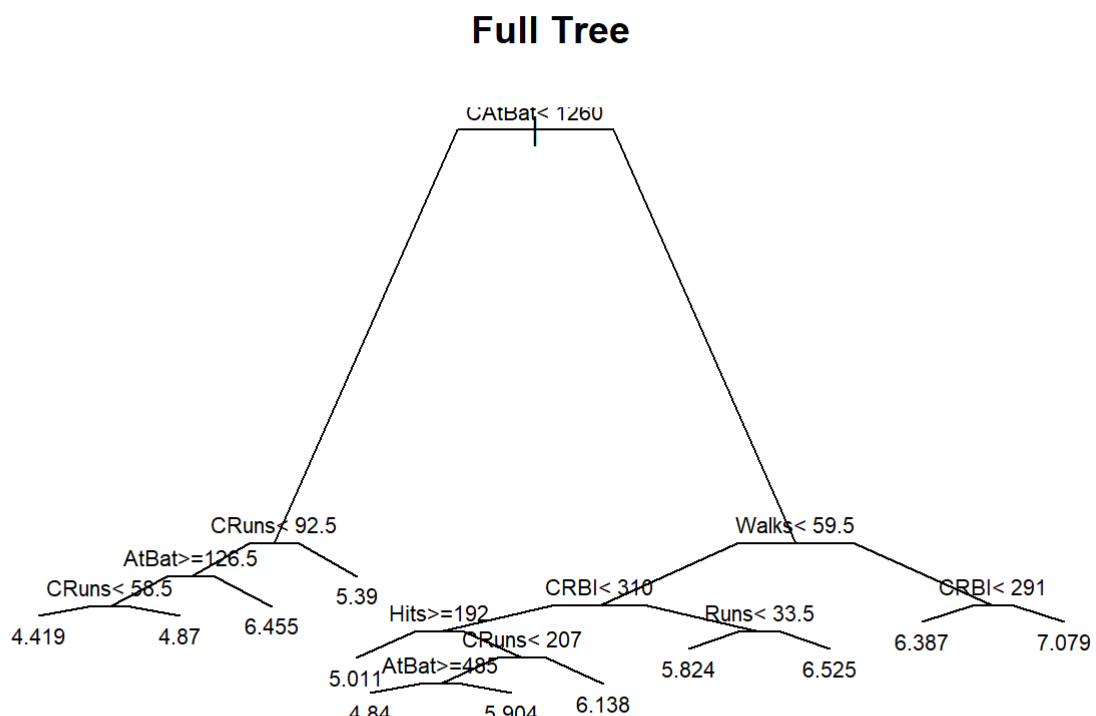 Full Tree
CAtBat< 1260
CRuns< 92.5
Walks< 59.5
AtBat>=126.5
CRuns< 58.5
CRBI< 310
CRBI< 291
5.39
Hits>=192
Runs< 33.5
4.419
4.87
6.455
CRuns< 207
6.387
7.079
5.011
AtBat>=485
5.824
6.525
4.84
5.904
6.138